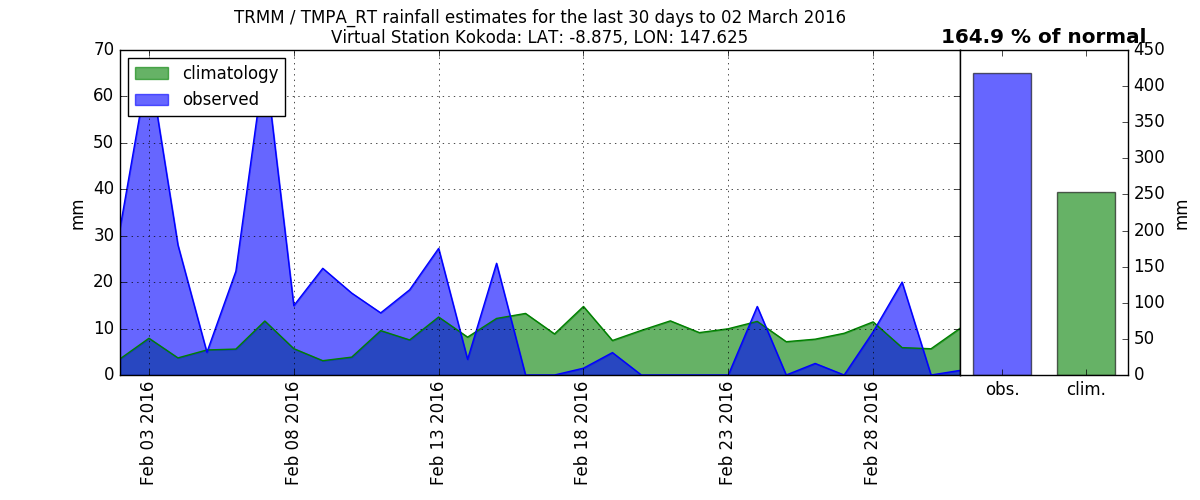 TRMM / TMPA_RT rainfall estimates for the last 30 days to 02 March 2016
Virtual Station Kokoda: LAT: -8.875, LON: 147.625
164.9 % of normal
climatology
observed
70
60
50
40
30
20
10
0
mm
Feb 03 2016
Feb 08 2016
Feb 13 2016
Feb 18 2016
Feb 23 2016
Feb 28 2016
450
400
350
300
250
200
150
100
50
0
mm
obs.
clim.